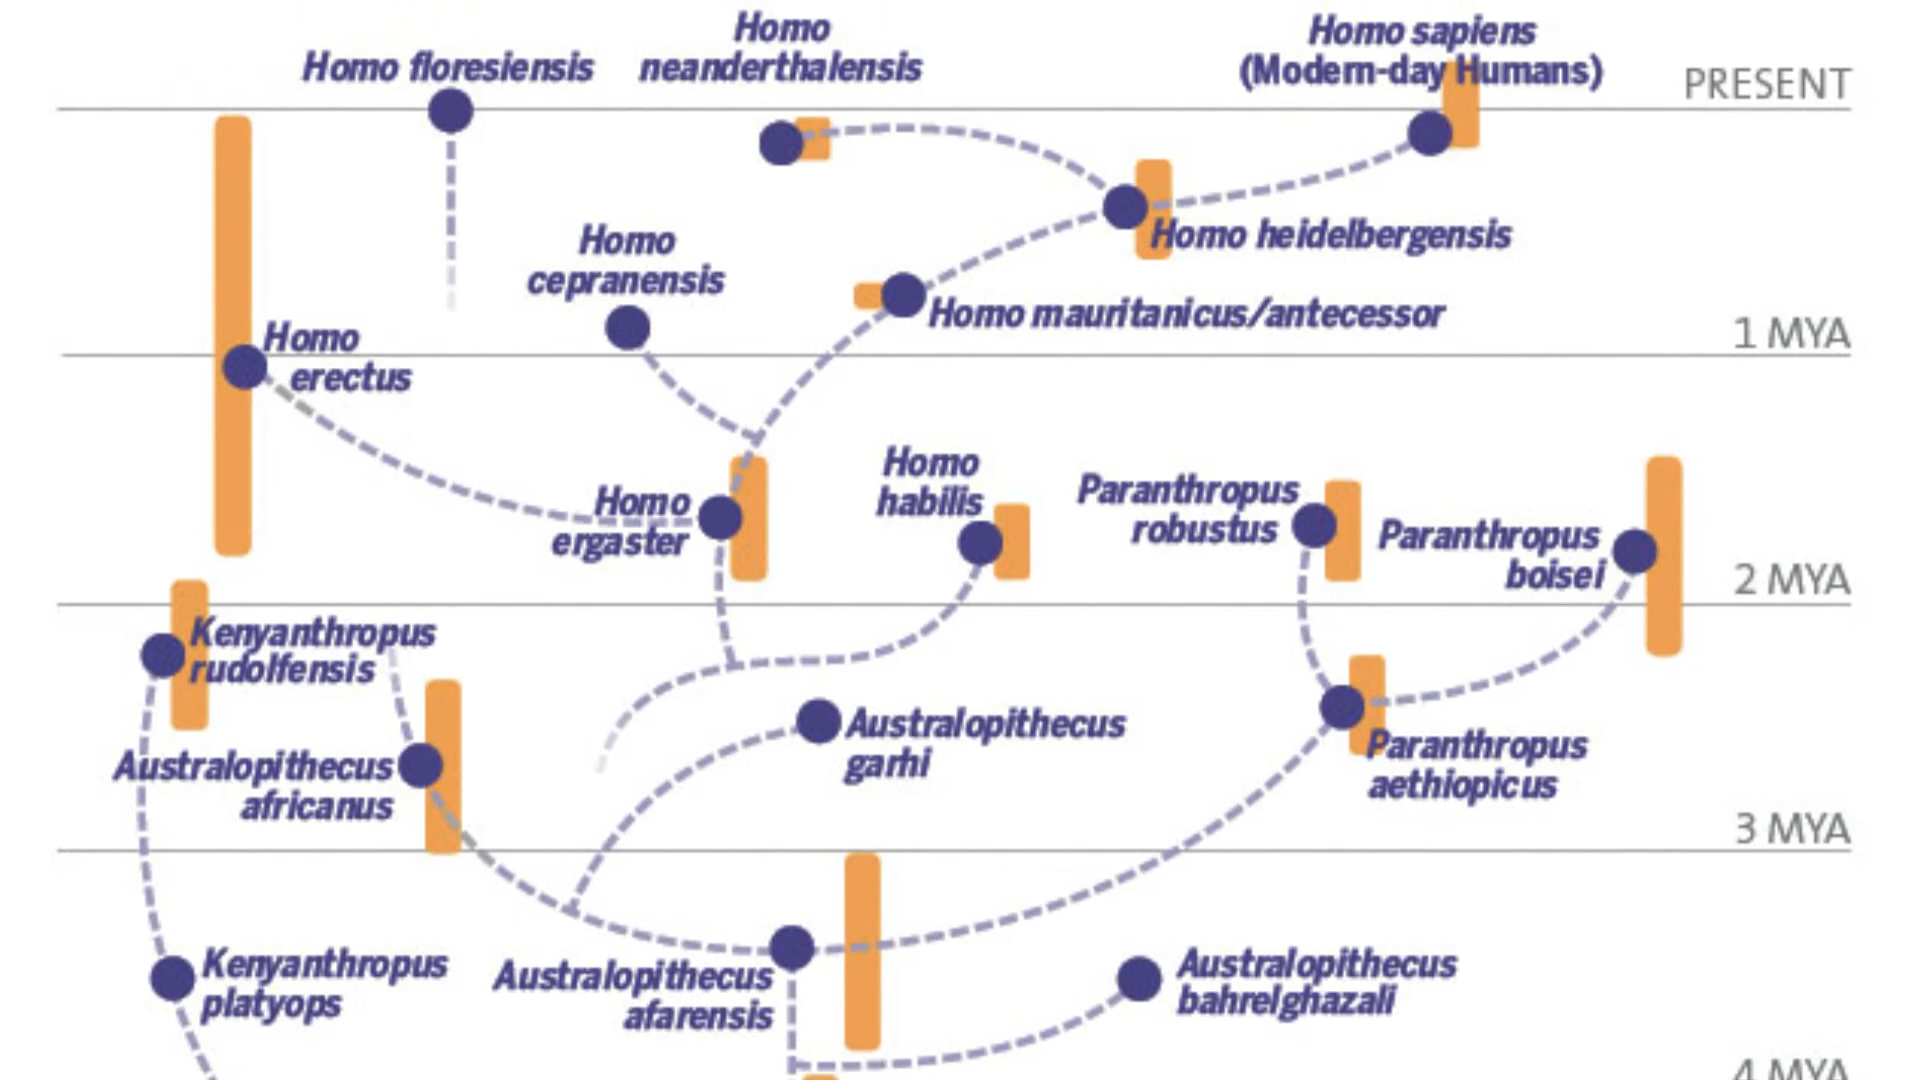 Homo
neanderthalensis
Homo sapiens
(Modern-day Humans)
Homo floresiensis
PRESENT
Homo
cepranensis
Homo heidelbergensis
Homo mauritanicus/antecessor
1 MYA
Homo
erectus
Homo
habilis
Paranthropus
robustus
Homo
ergaster
Paranthropus
boisei
2 MYA
Kenyanthropus
rudolfensis
Australopithecus
garhi
Paranthropus
aethiopicus
Australopithecus
africanus
3 MYA
Kenyanthropus
platyops
Australopithecus
afarensis
Australopithecus
bahrelghazali
4 MYA